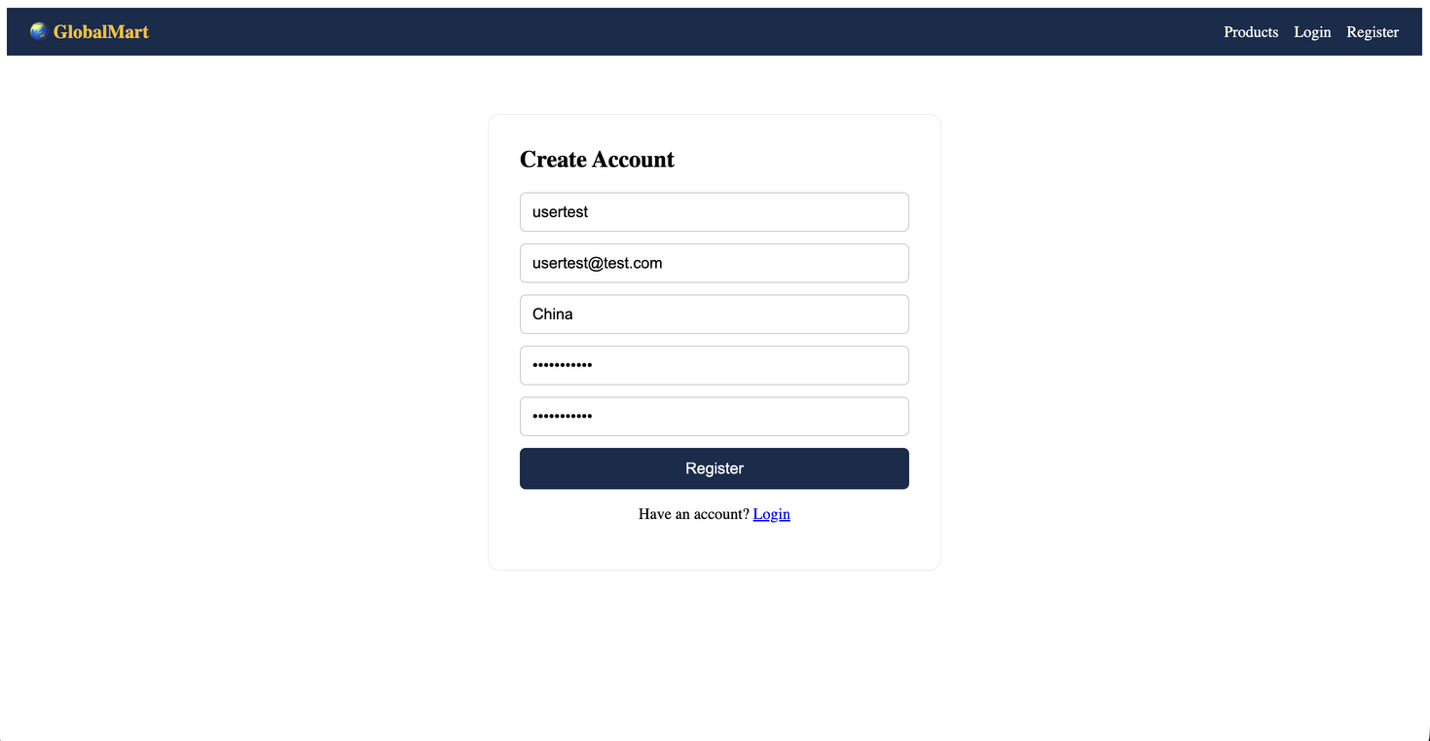 🌏 GlobalMart
Products Login Register
Create Account
usertest
usertest@test.com
China
•••••••••••
•••••••••••
Register
Have an account? Login